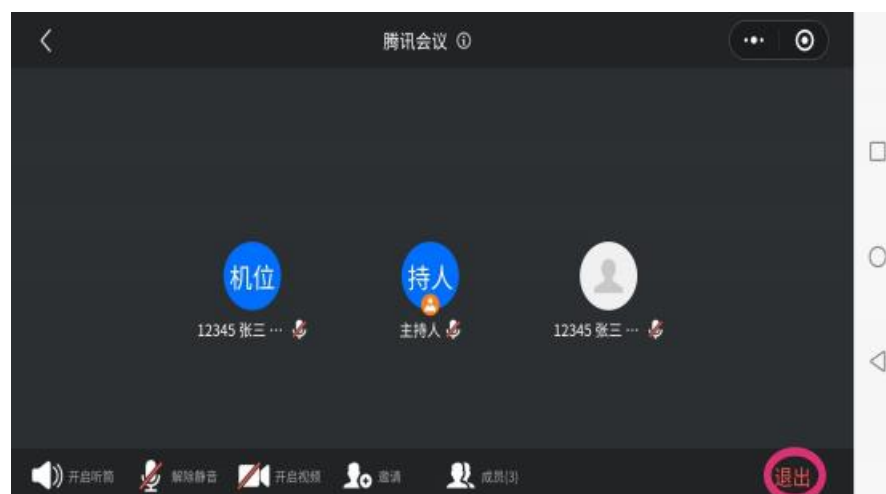 腾讯会议
机位
持人
12345 张三 …
主持人
12345 张三 …
开启听筒
解除静音
开启视频
邀请
成员(3)
退出